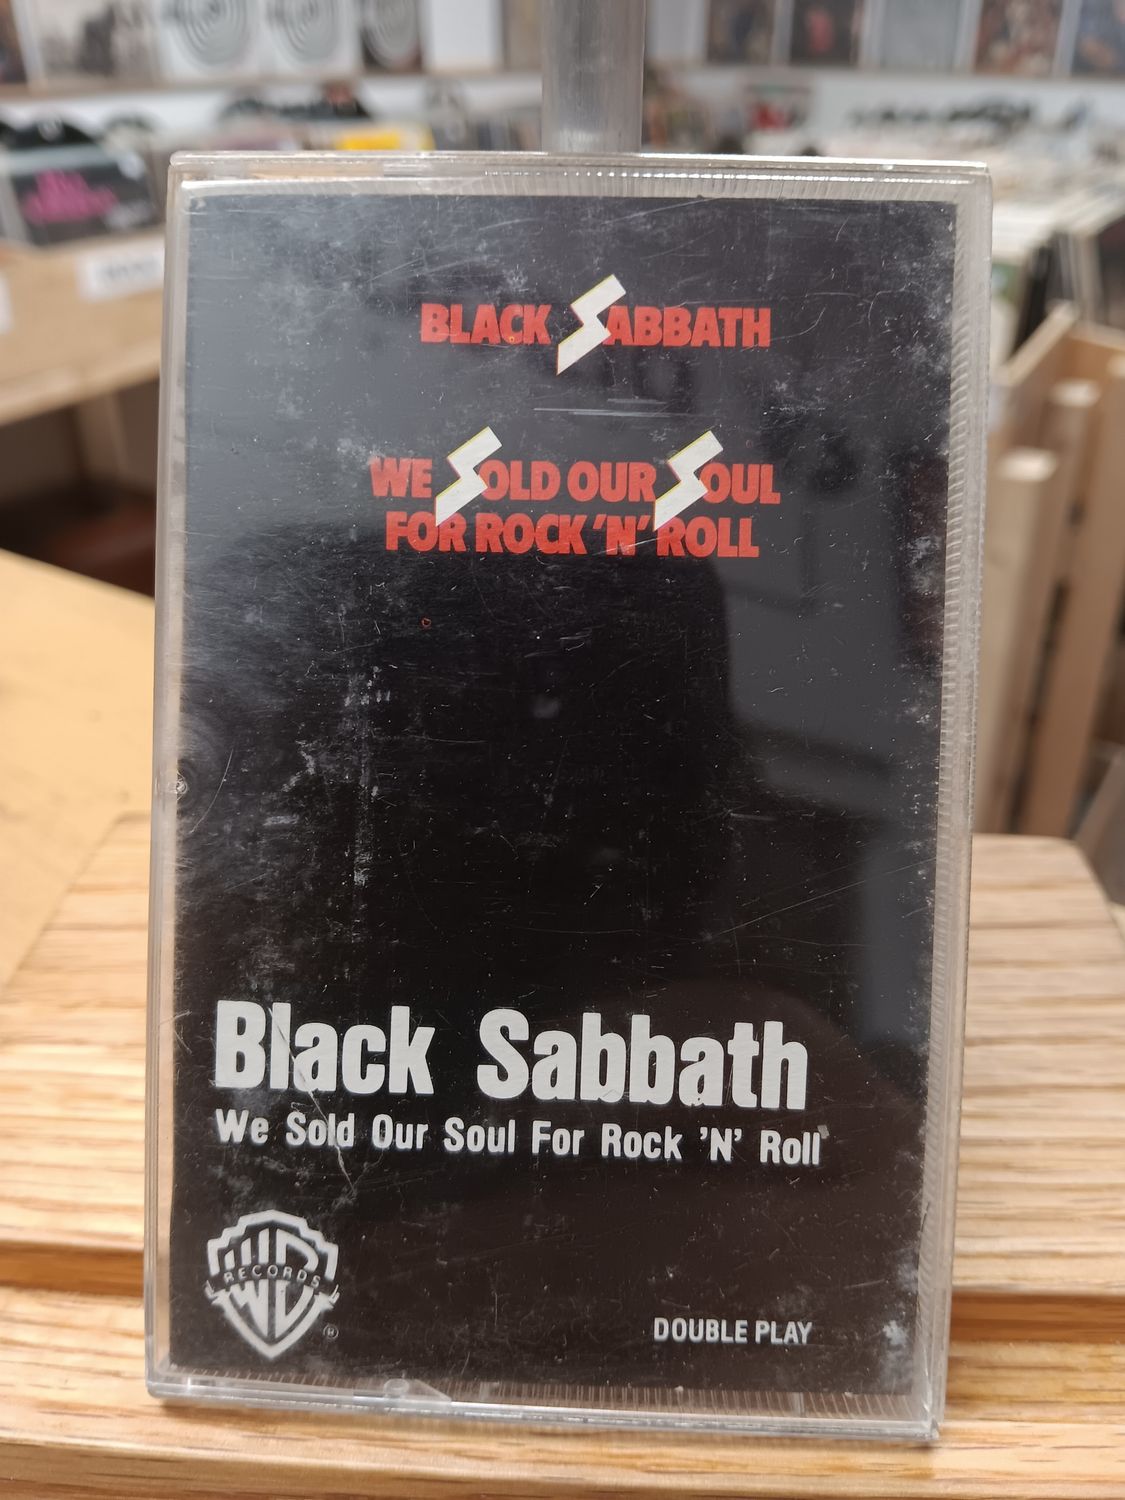 BLACK SABBATH
WE SOLD OUR SOUL
FOR ROCK 'N' ROLL
Black Sabbath
We Sold Our Soul For Rock 'N' Roll
RECORDS
®
DOUBLE PLAY